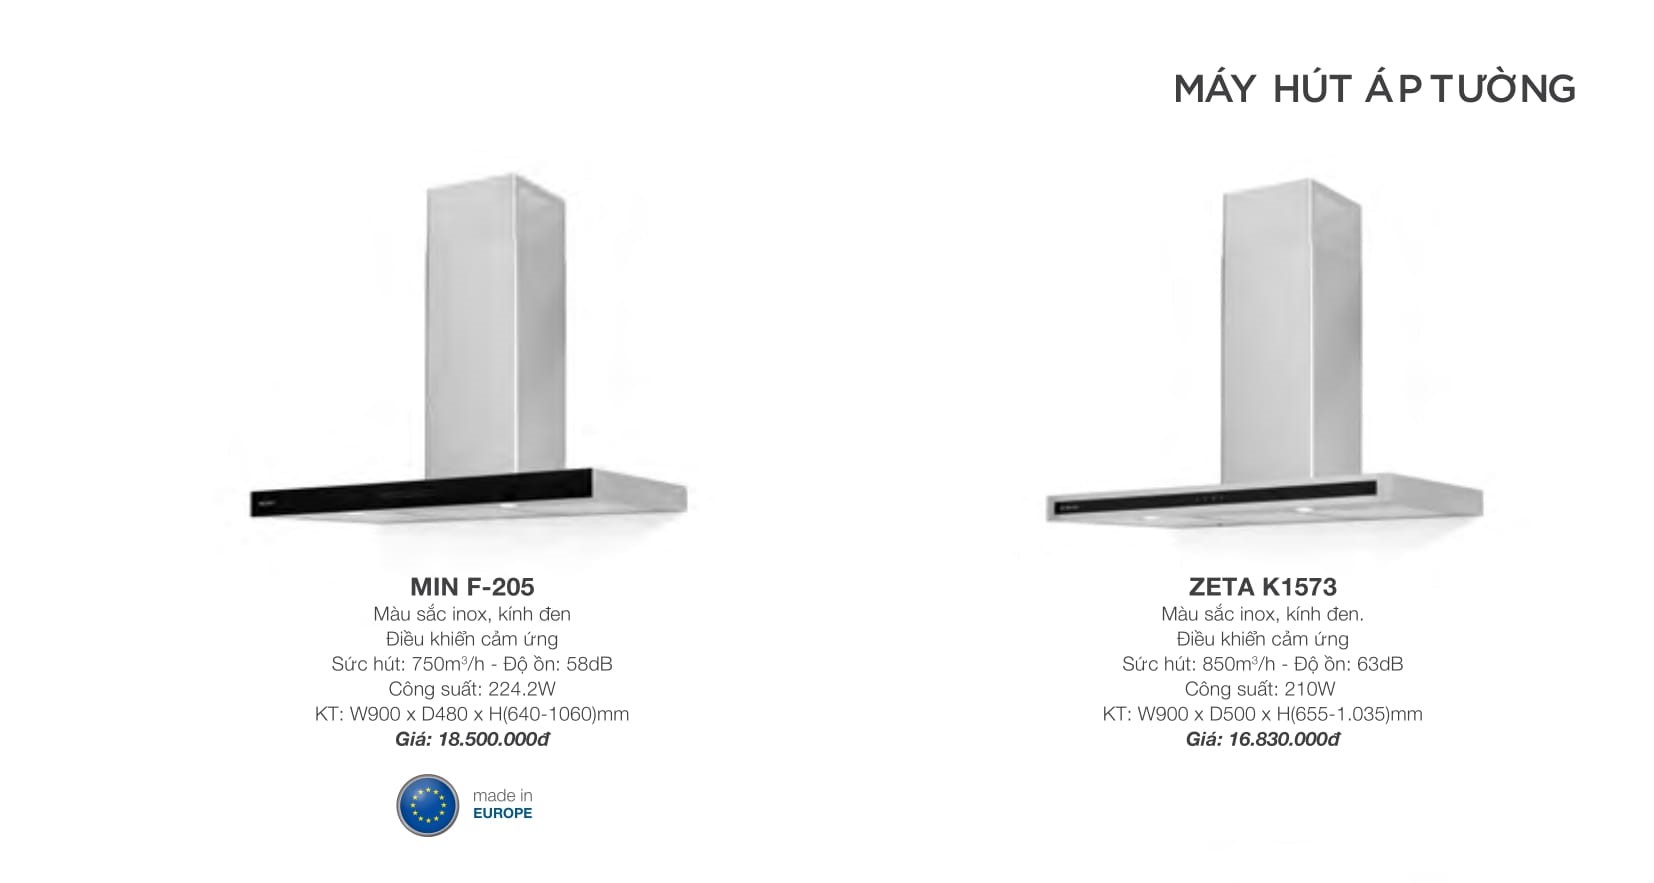 MÁY HÚT ÁP TƯỜNG
MIN F-205
Màu sắc inox, kính đen
Điều khiển cảm ứng
Sức hút: 750m³/h - Độ ồn: 58dB
Công suất: 224.2W
KT: W900 x D480 x H(640-1060)mm
Giá: 18.500.000đ
made in
EUROPE
ZETA K1573
Màu sắc inox, kính đen.
Điều khiển cảm ứng
Sức hút: 850m³/h - Độ ồn: 63dB
Công suất: 210W
KT: W900 x D500 x H(655-1.035)mm
Giá: 16.830.000đ